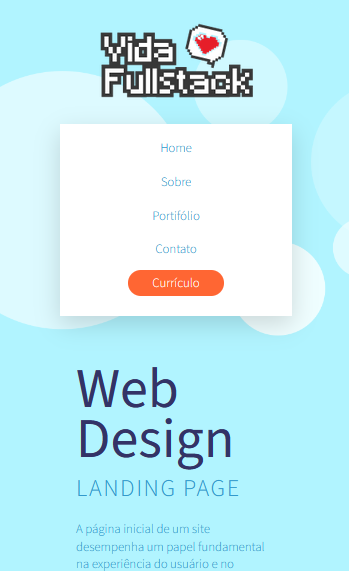 Vida
Fullstack
Home
Sobre
Portifólio
Contato
Currículo
Web
Design
LANDING PAGE
A página inicial de um site
desempenha um papel fundamental
na experiência do usuário e no